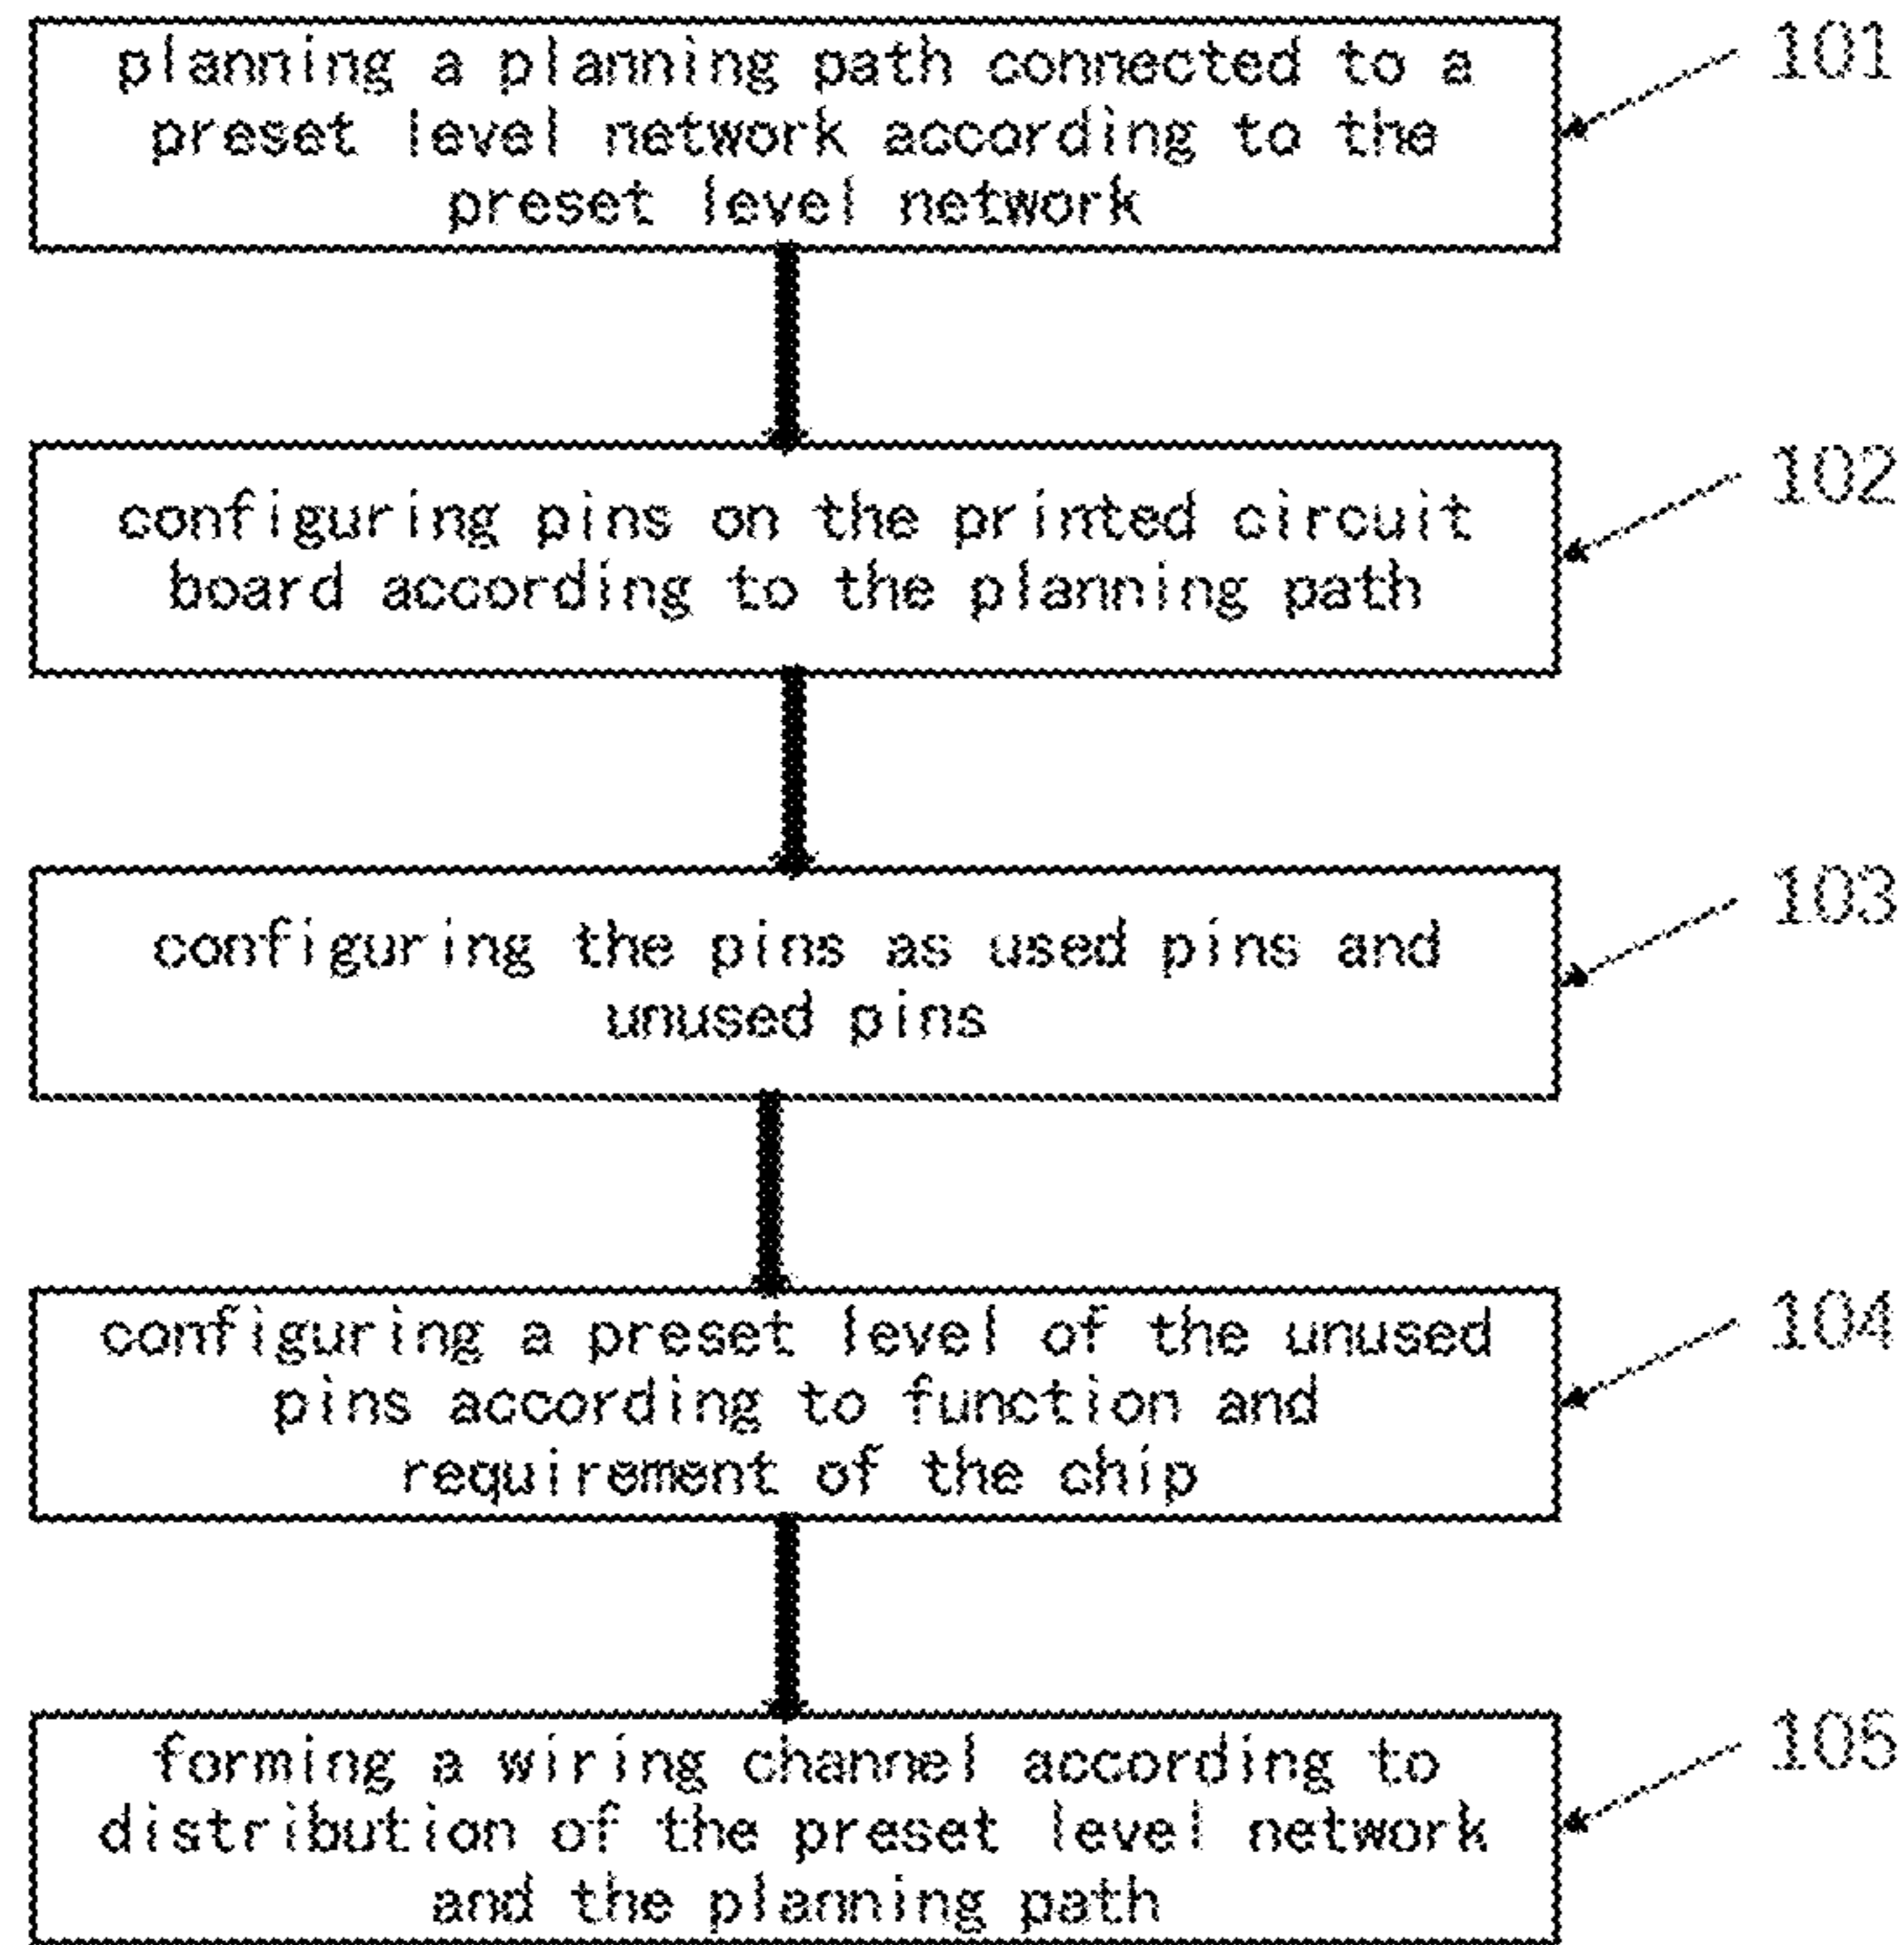 planning a planning path connected to a
preset level network according to the
preset level network
101
configuring pins on the printed circuit
board according to the planning path
102
configuring the pins as used pins and
unused pins
103
configuring a preset level of the unused
pins according to function and
requirement of the chip
104
forming a wiring channel according to
distribution of the preset level network
and the planning path
105